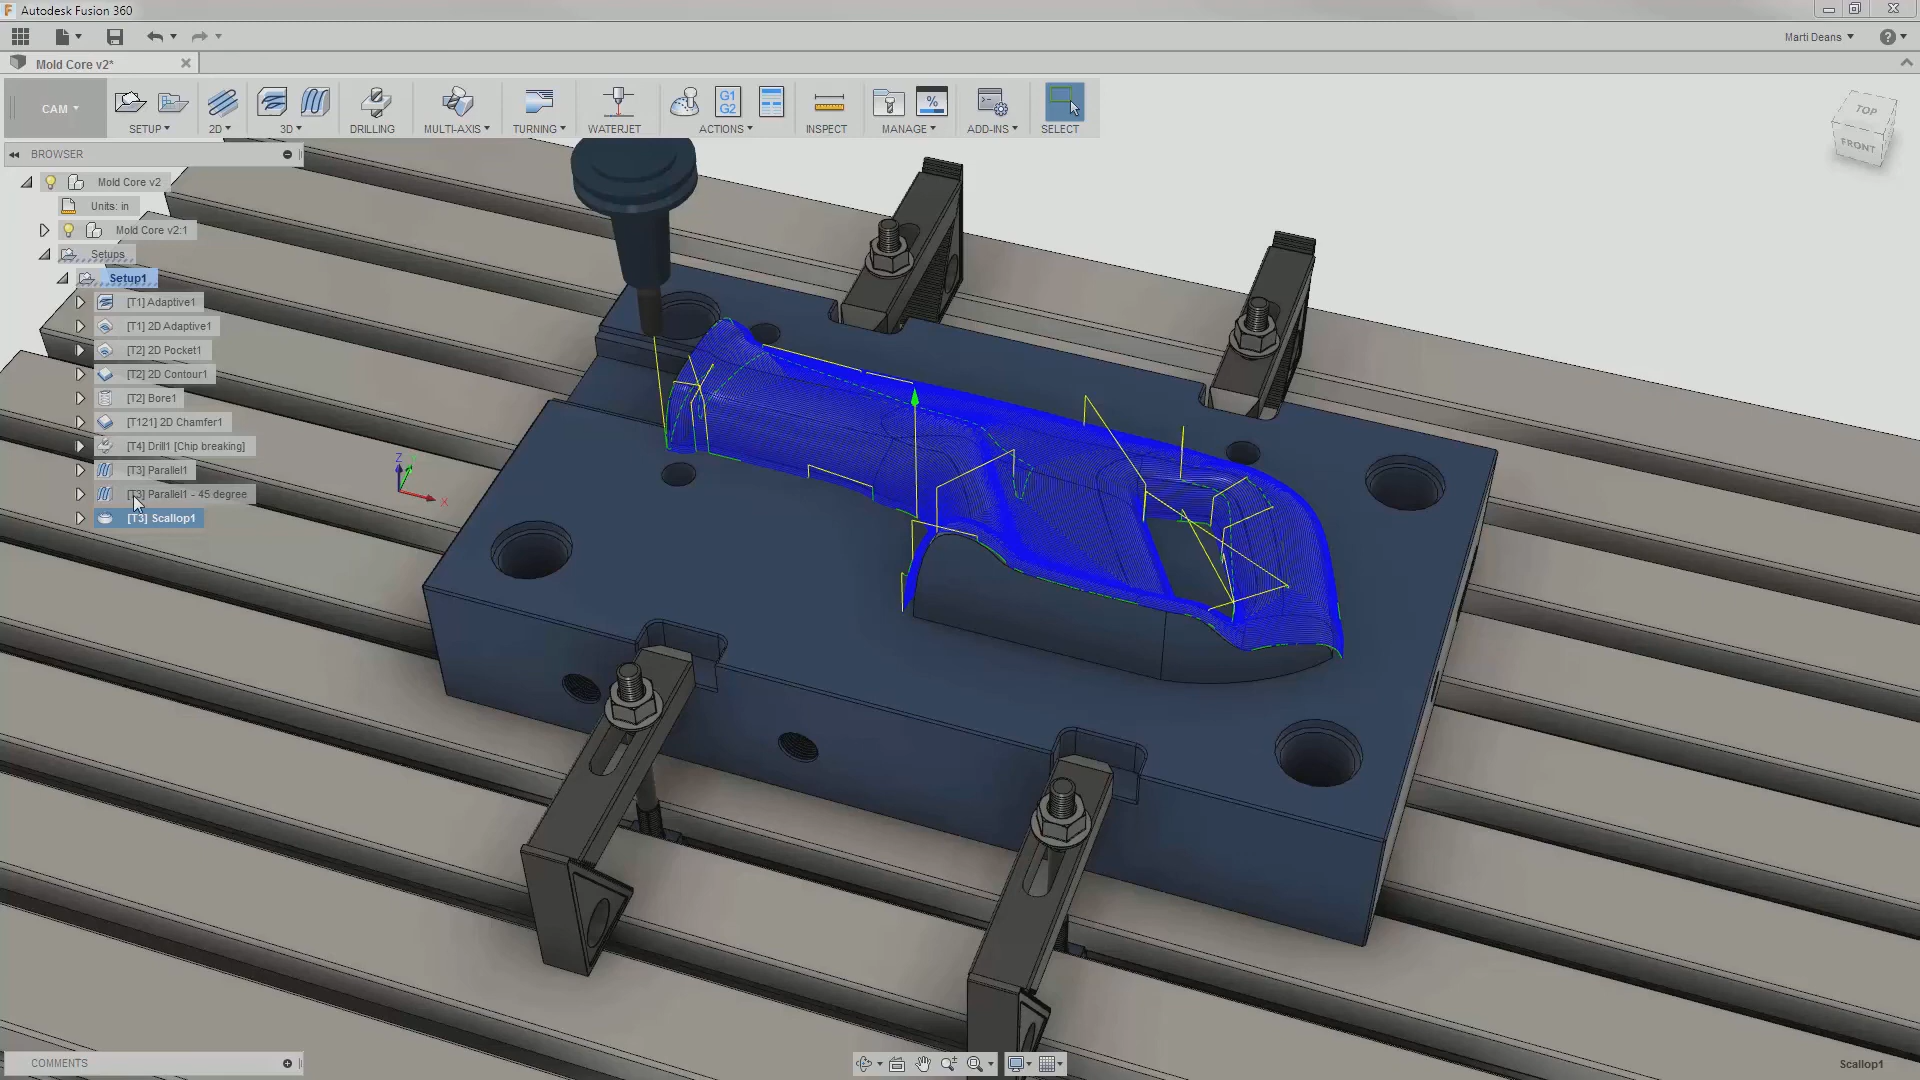 Autodesk Fusion 360
Marti Deans
Mold Core v2*
CAM
SETUP
2D
3D
DRILLING
MULTI-AXIS
TURNING
WATERJET
G1
G2
ACTIONS
INSPECT
%
MANAGE
ADD-INS
SELECT
TOP
FRONT
BROWSER
Mold Core v2
Units: in
Mold Core v2:1
Setups
Setup1
[T1] Adaptive1
[T1] 2D Adaptive1
[T2] 2D Pocket1
[T2] 2D Contour1
[T2] Bore1
[T121] 2D Chamfer1
[T4] Drill1 [Chip breaking]
[T3] Parallel1
[T3] Parallel1 - 45 degree
[T3] Scallop1
Z
X
COMMENTS
Scallop1